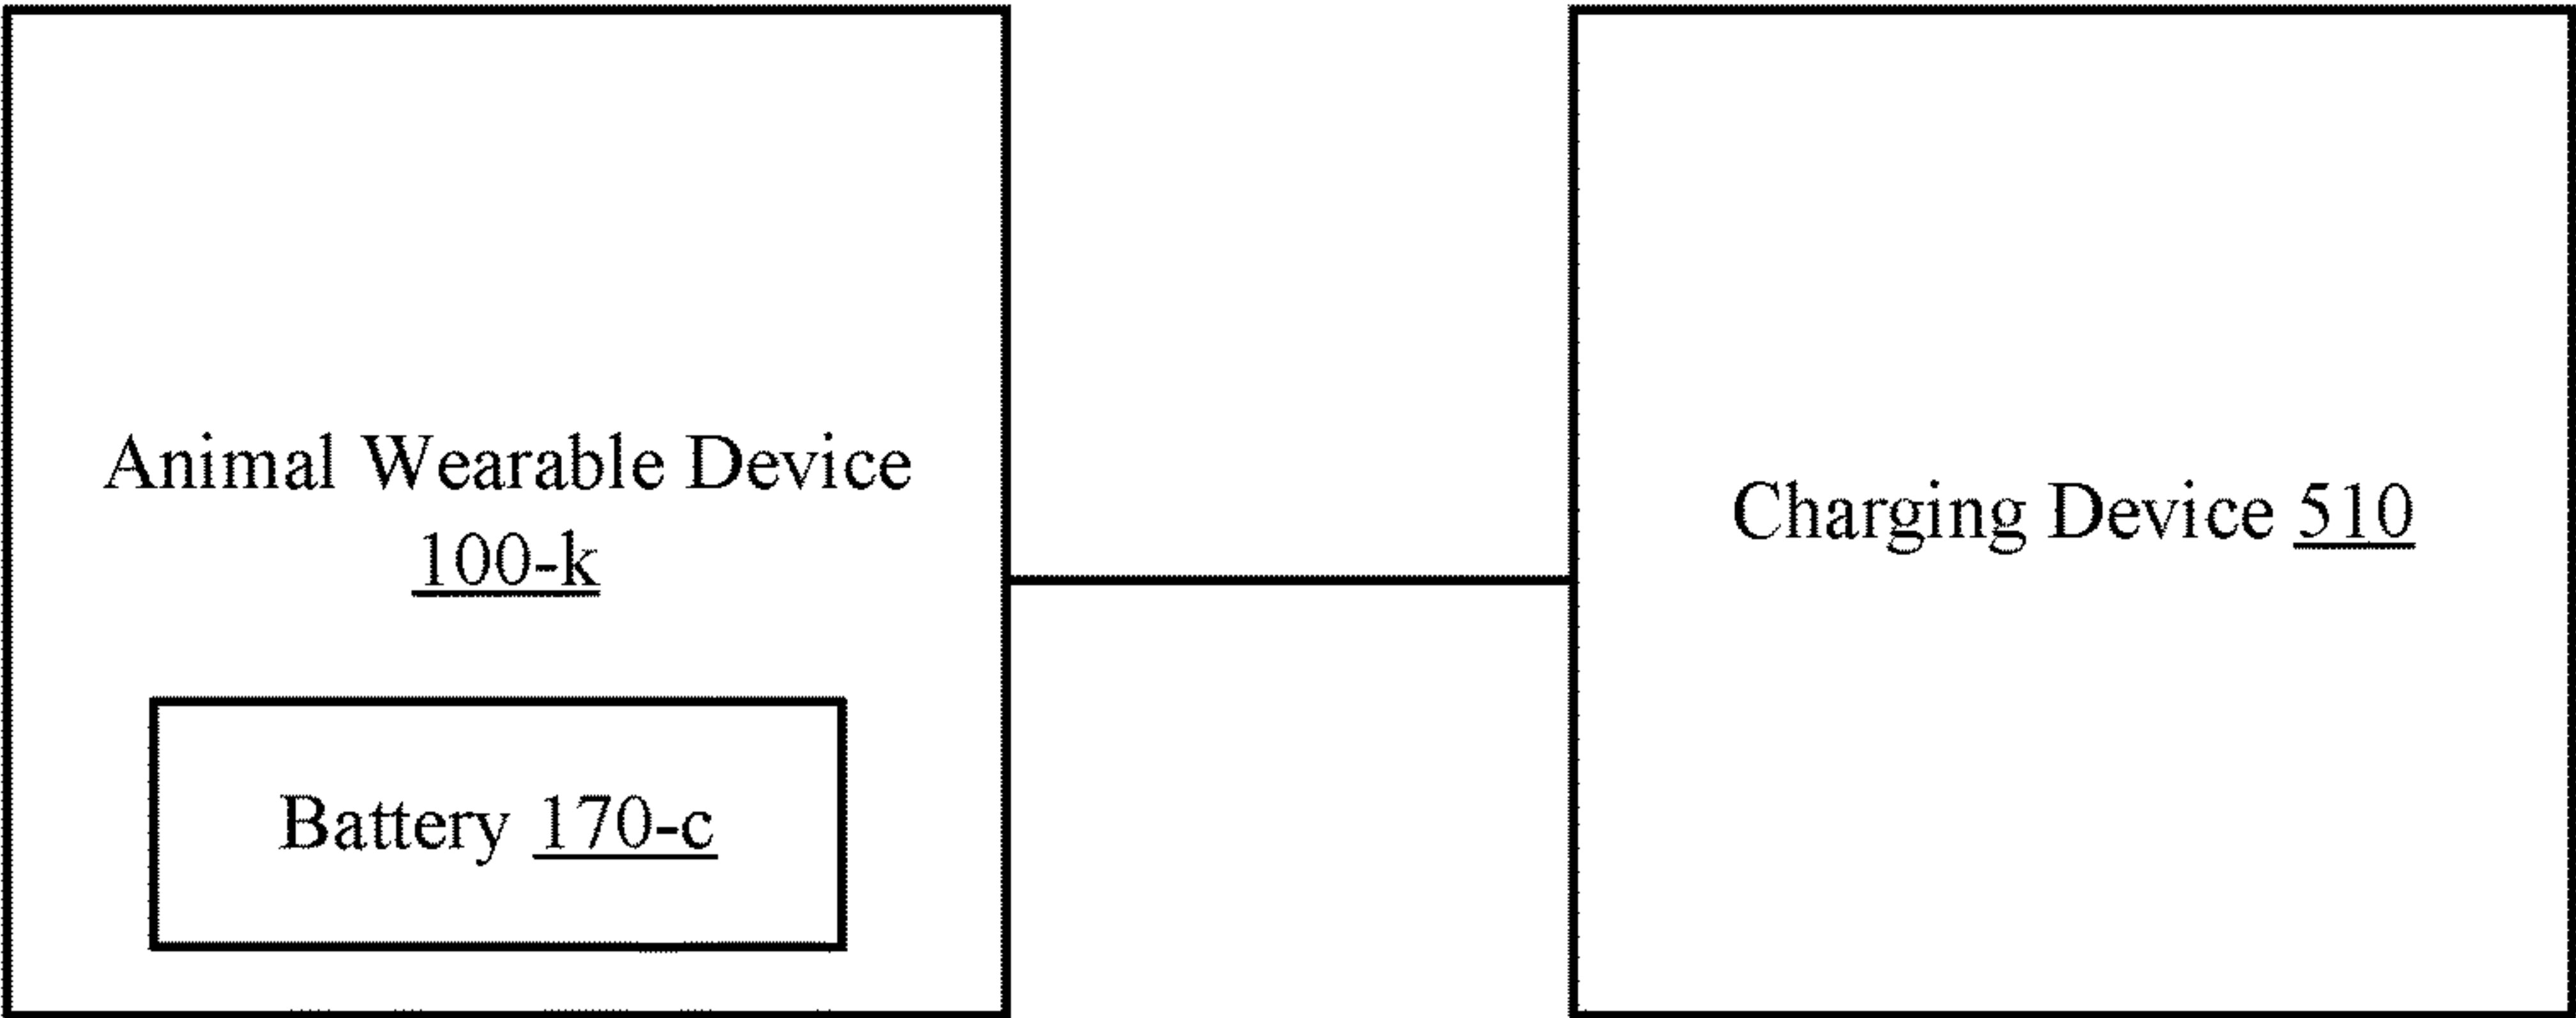 Animal Wearable Device
100-k
Battery 170-c
Charging Device 510